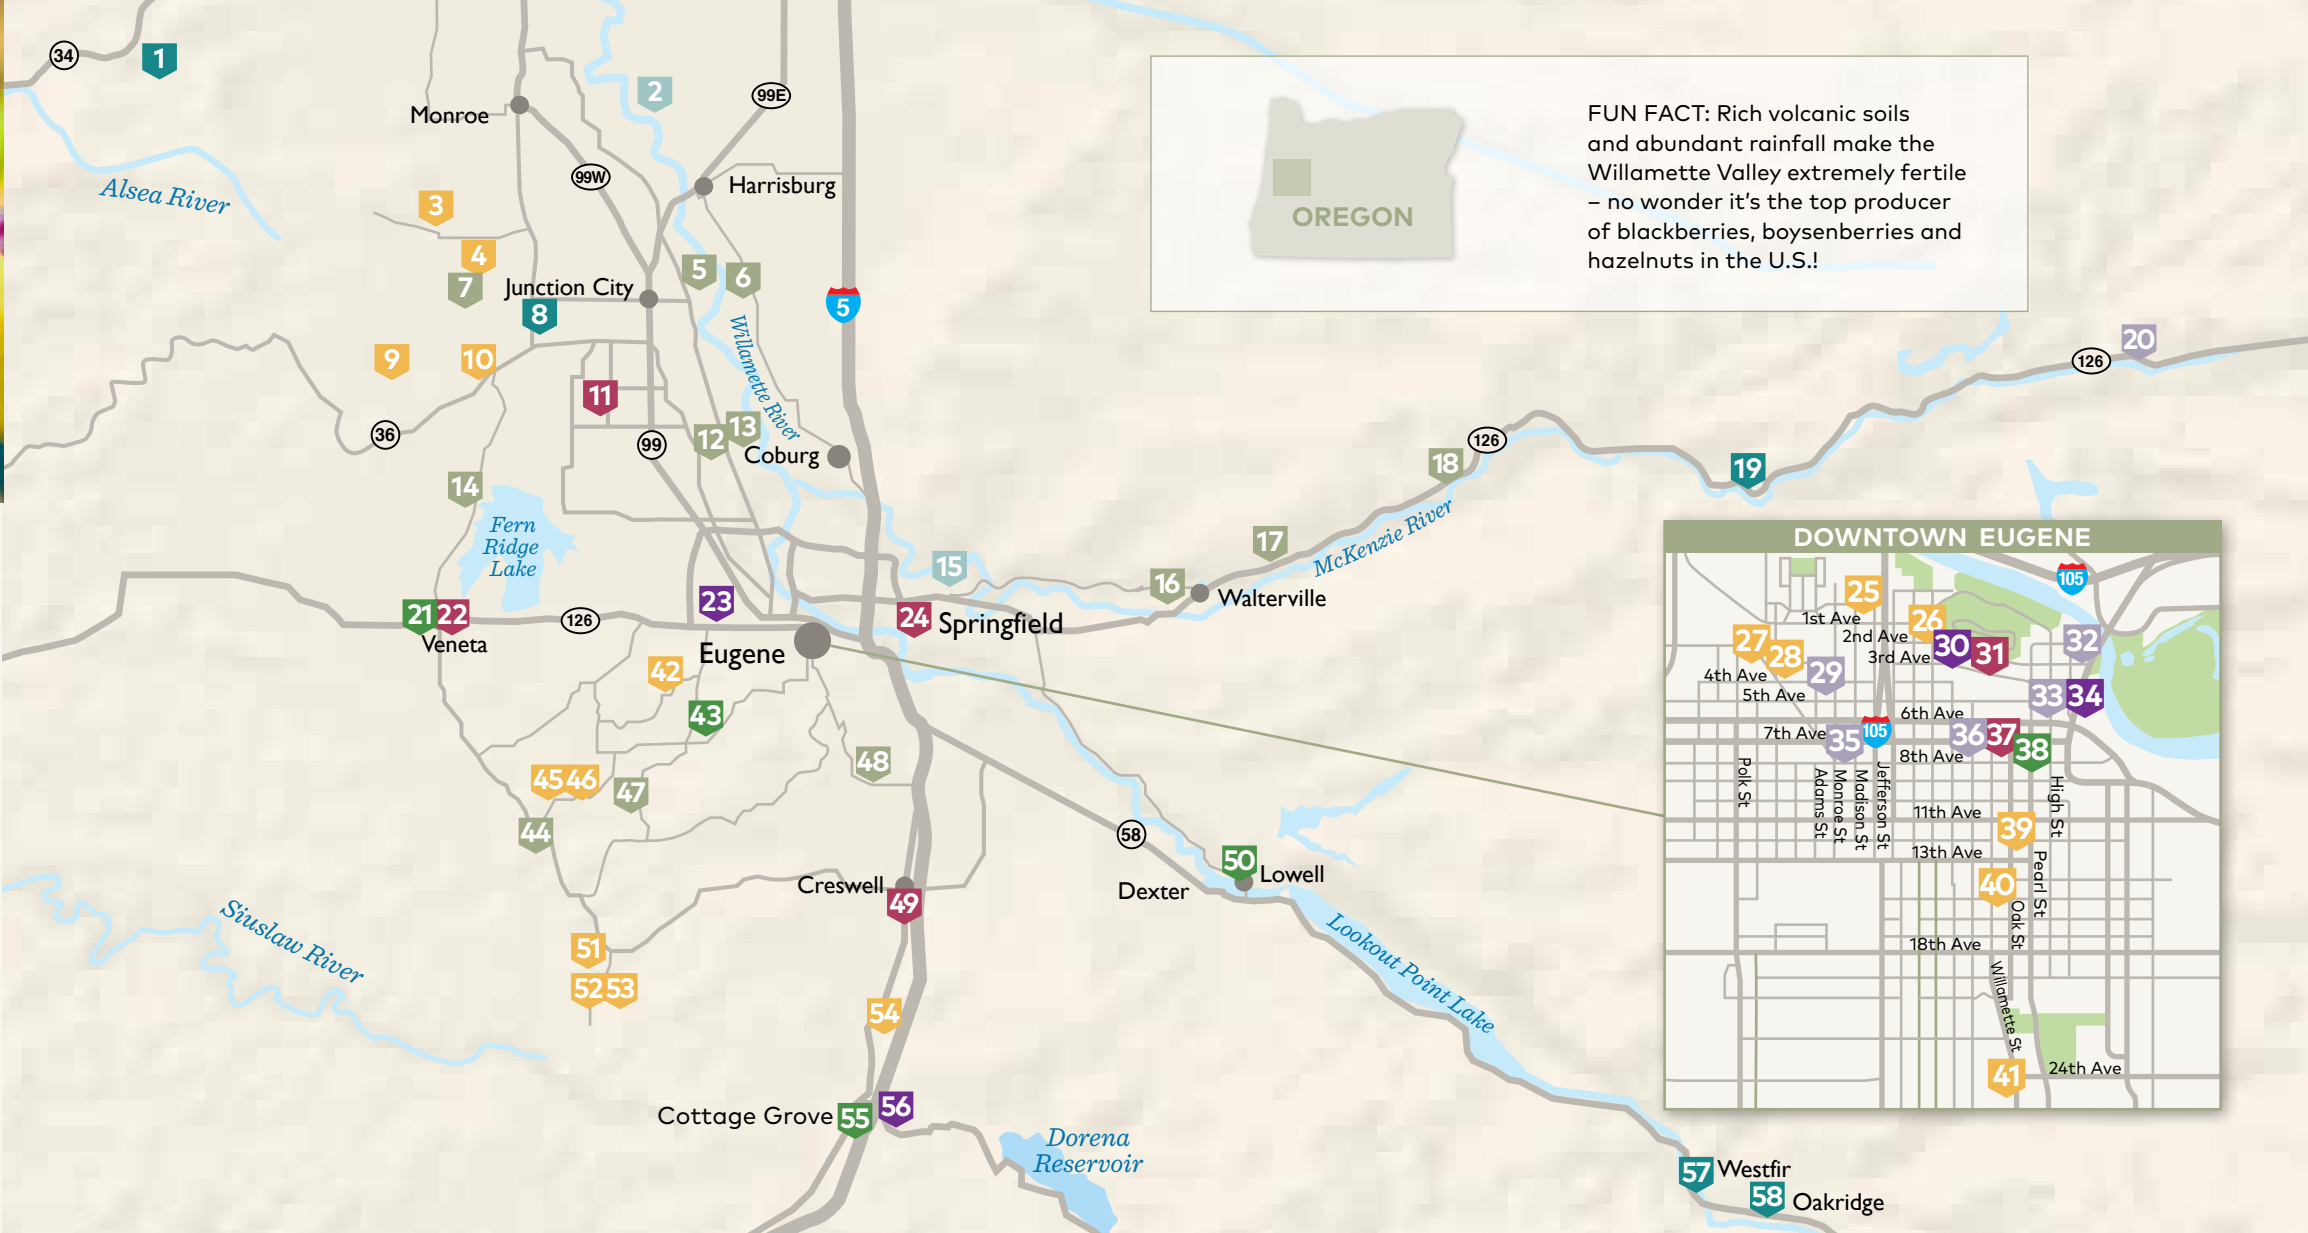 34
1
2
99E
Monroe
99W
Harrisburg
Alsea River
3
4
5
6
7
Junction City
8
5
Willamette River
9
10
11
36
99
12
13
Coburg
14
Fern
Ridge
Lake
FUN FACT: Rich volcanic soils
and abundant rainfall make the
Willamette Valley extremely fertile
– no wonder it's the top producer
of blackberries, boysenberries and
hazelnuts in the U.S.!
OREGON
20
126
126
18
19
17
McKenzie River
15
16
Walterville
21
22
Veneta
126
23
24
Springfield
Eugene
42
43
45
46
47
48
44
58
50
Lowell
Dexter
Creswell
49
Lookout Point Lake
Siuslaw River
51
52
53
54
Cottage Grove
55
56
Dorena
Reservoir
57
Westfir
58
Oakridge
DOWNTOWN EUGENE
105
25
1st Ave
26
2nd Ave
27
28
29
3rd Ave
30
31
32
4th Ave
5th Ave
33
34
6th Ave
7th Ave
35
105
36
37
38
8th Ave
Polk St
Adams St
Monroe St
Madison St
Jefferson St
High St
11th Ave
39
13th Ave
Pearl St
40
Oak St
18th Ave
Willamette St
41
24th Ave